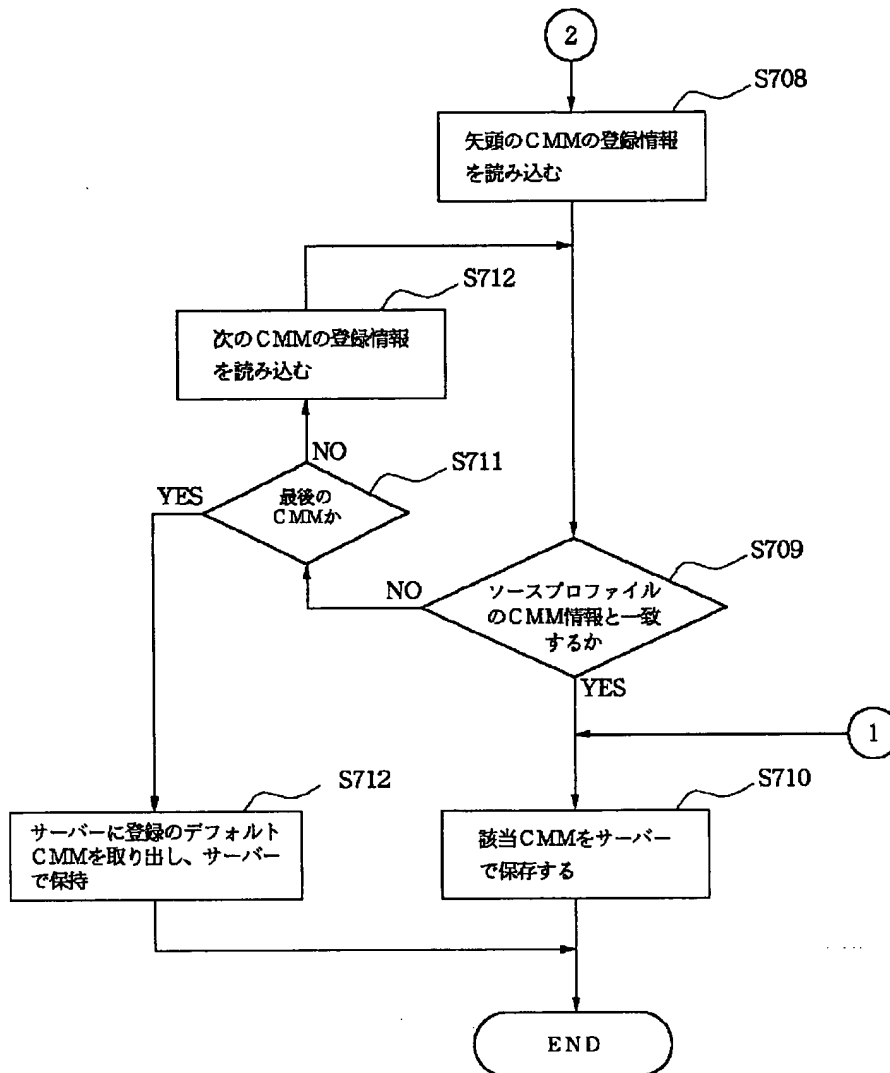 2
S708
矢頭のCMMの登録情報
を読み込む
S712
次のCMMの登録情報
を読み込む
NO
S711
YES
最後の
CMMか
S709
NO
ソースプロファイル
のCMM情報と一致
するか
YES
1
S712
S710
サーバーに登録のデフォルト
CMMを取り出し、サーバー
で保持
該当CMMをサーバー
で保存する
END